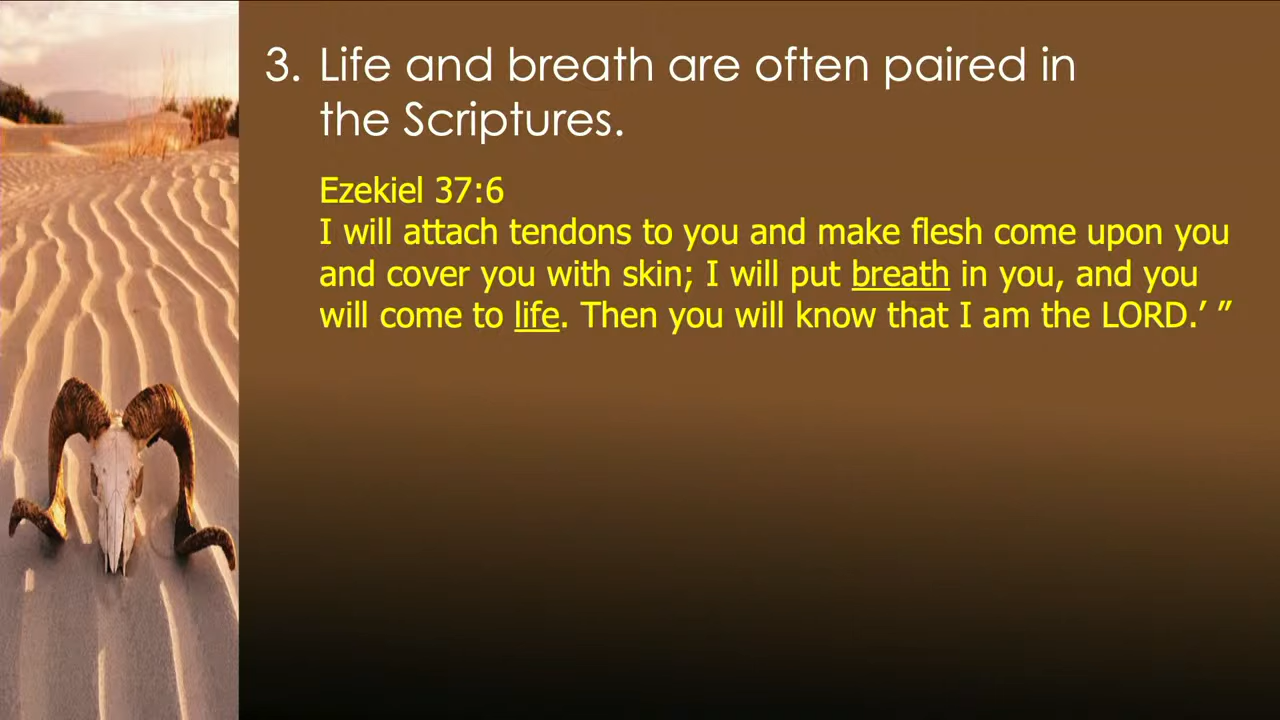 3. Life and breath are often paired in
the Scriptures.
Ezekiel 37:6
I will attach tendons to you and make flesh come upon you
and cover you with skin; I will put breath in you, and you
will come to life. Then you will know that I am the LORD.’ ”